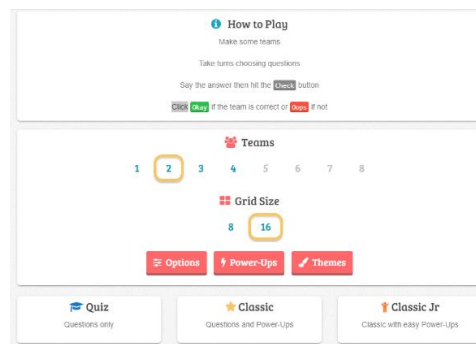 How to Play
Make some teams
Take turns choosing questions
Say the answer then hit the Check button
Click Okay if the team is correct or Oops if not
Teams
1 2 3 4 5 6 7 8
Grid Size
8 16
Options Power-Ups Themes
Quiz Classic Classic Jr
Questions only Questions and Power-Ups Classic with easy Power-Ups